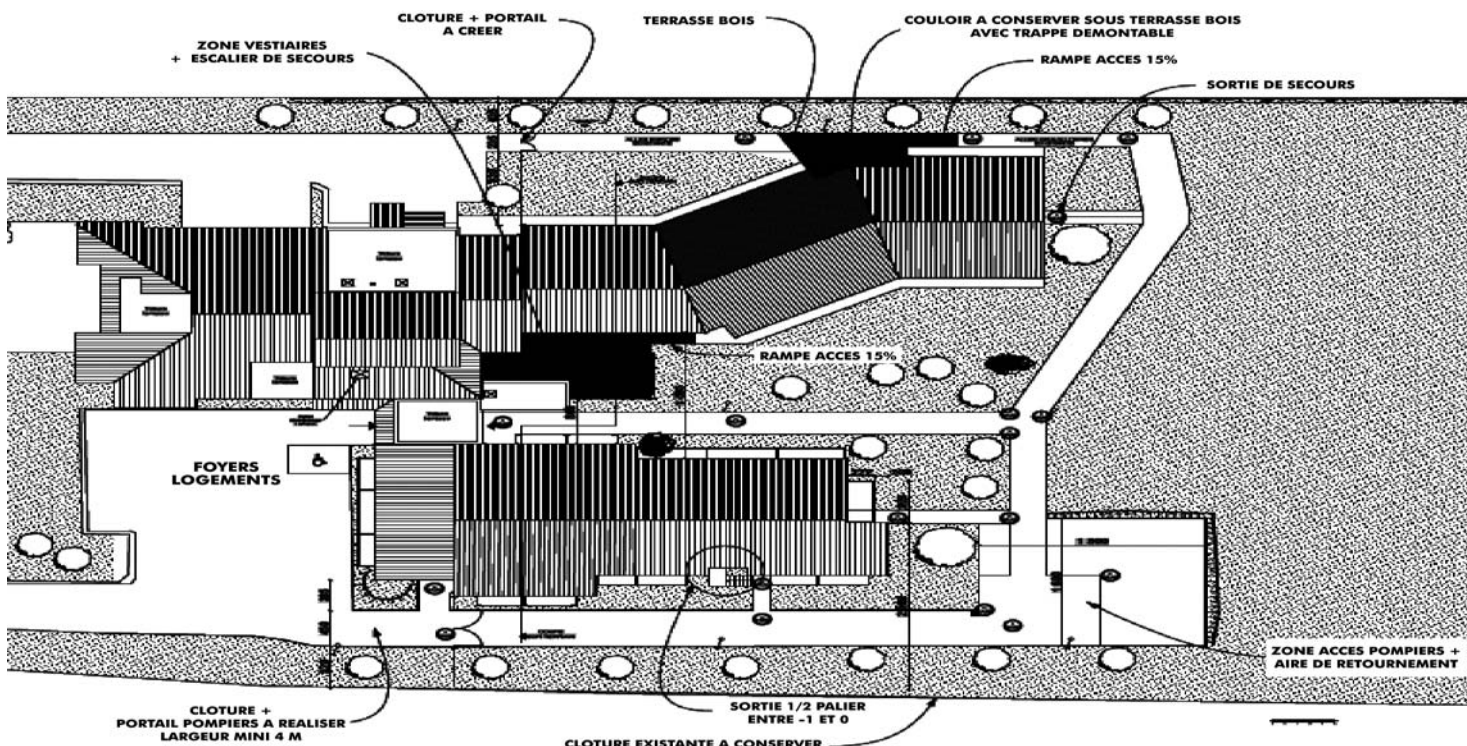 CLOTURE + PORTAIL
A CREER
TERRASSE BOIS
COULOIR A CONSERVER SOUS TERRASSE BOIS
AVEC TRAPPE DEMONTABLE
ZONE VESTIAIRES
+ ESCALIER DE SECOURS
RAMPE ACCES 15%
SORTIE DE SECOURS
RAMPE ACCES 15%
FOYERS
LOGEMENTS
ZONE ACCES POMPIERS +
AIRE DE RETOURNEMENT
CLOTURE +
PORTAIL POMPIERS A REALISER
LARGEUR MINI 4 M
SORTIE 1/2 PALIER
ENTRE -1 ET 0
CLOTURE EXISTANTE A CONSERVER